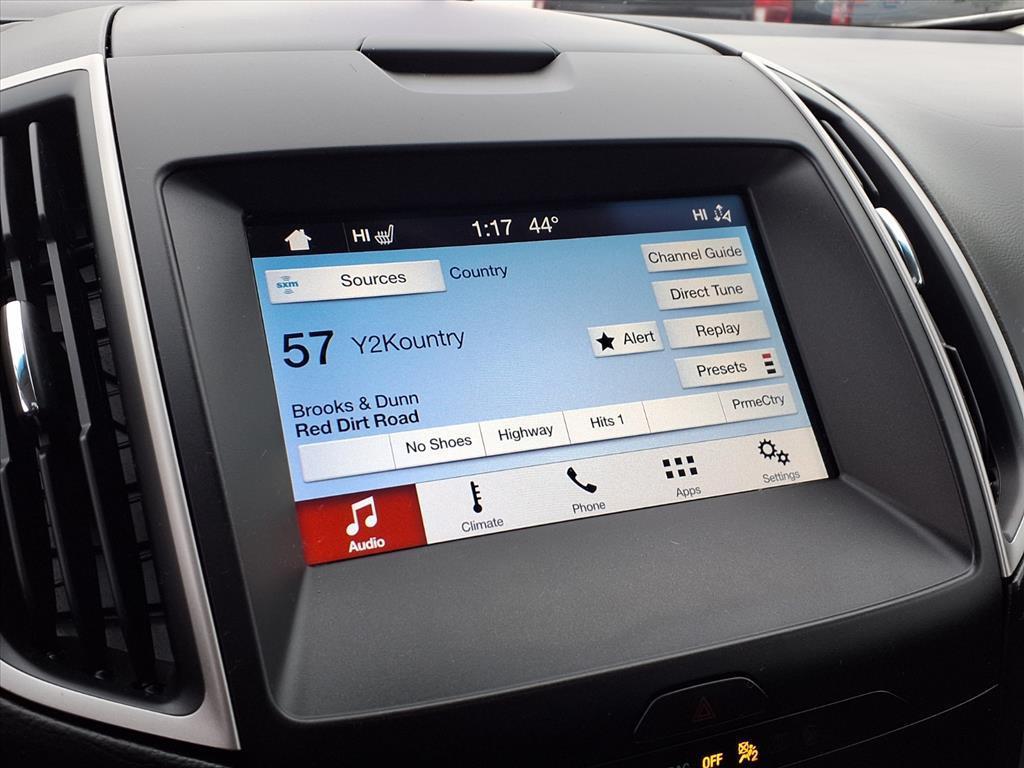 HI 1:17 44° HI
sxm Sources Country Channel Guide
Direct Tune
57 Y2Kountry Alert Replay
Presets
Brooks & Dunn
Red Dirt Road
No Shoes Highway Hits 1 PrmeCtry
Audio Climate Phone Apps Settings
OFF 2